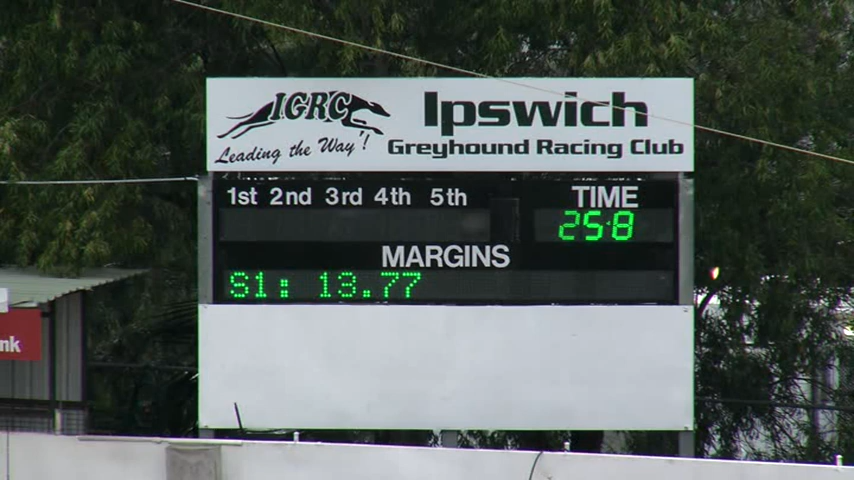 IGRC
Leading the Way'!
Ipswich
Greyhound Racing Club
1st 2nd 3rd 4th 5th
TIME
25:8
MARGINS
S1: 13.77
nk